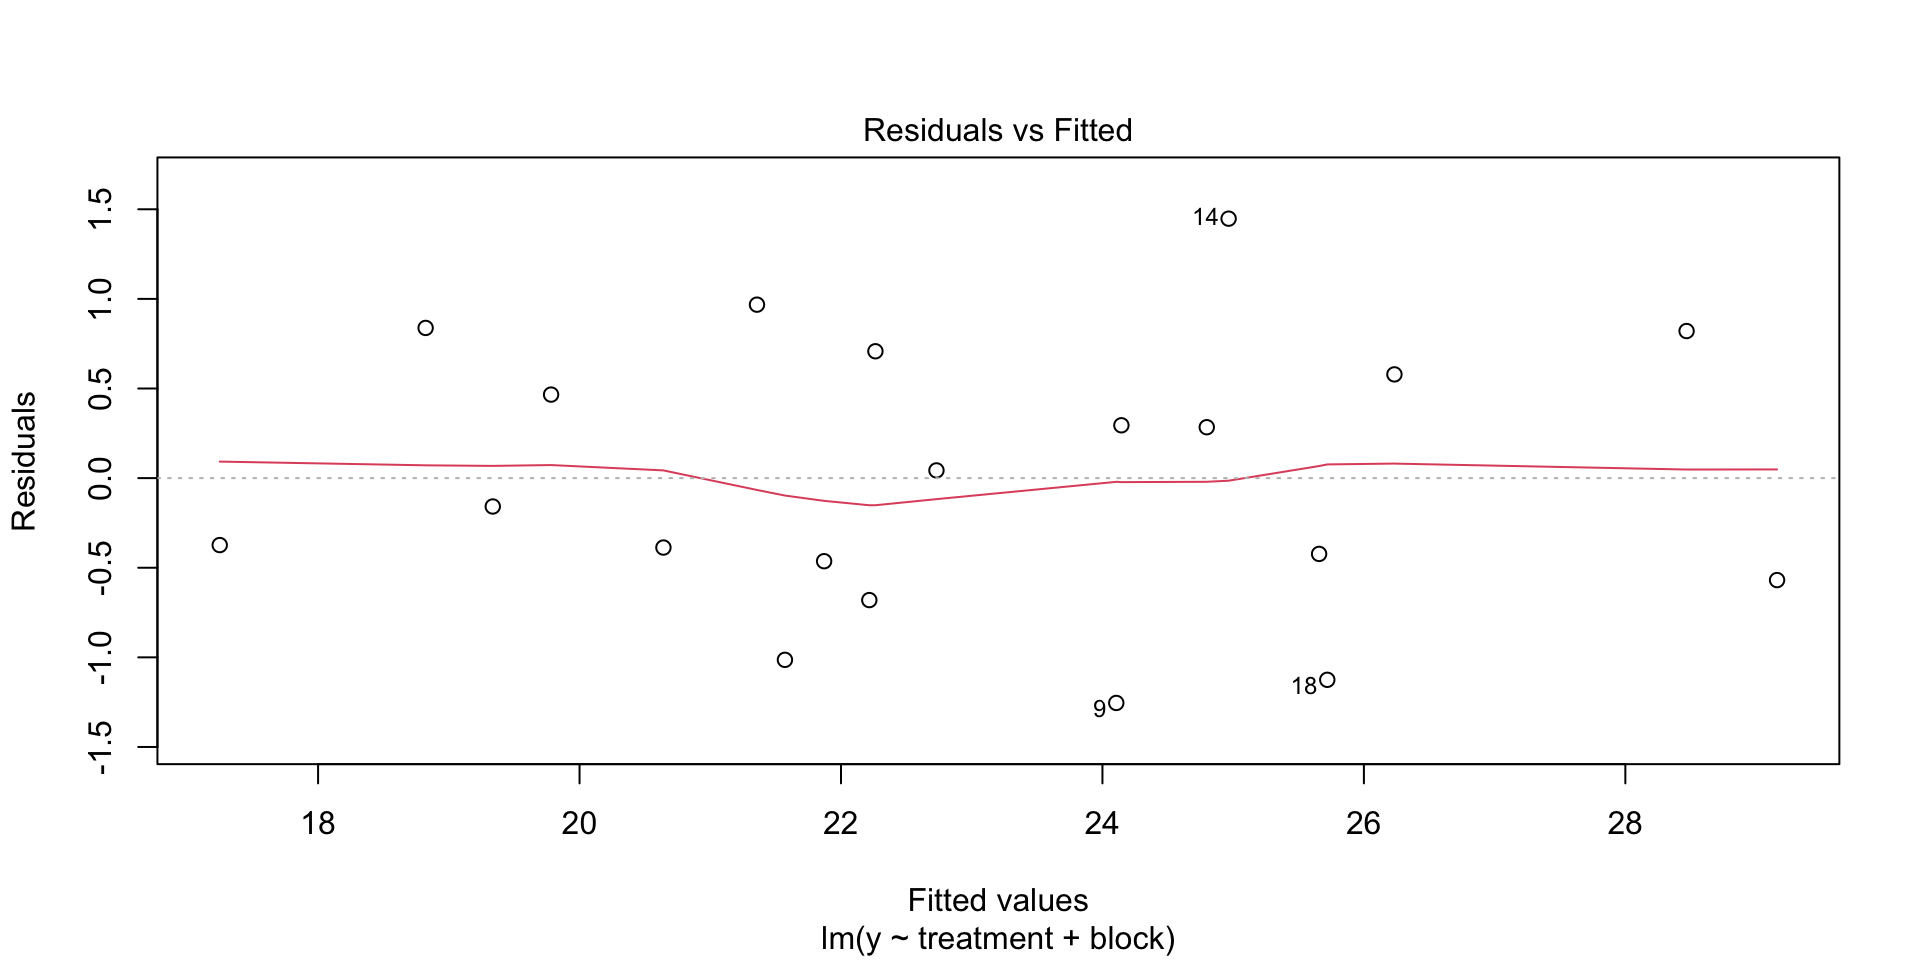 Residuals vs Fitted
Residuals
1.5
1.0
0.5
0.0
-0.5
-1.0
-1.5
14
9
18
18 20 22 24 26 28
Fitted values
lm(y ~ treatment + block)